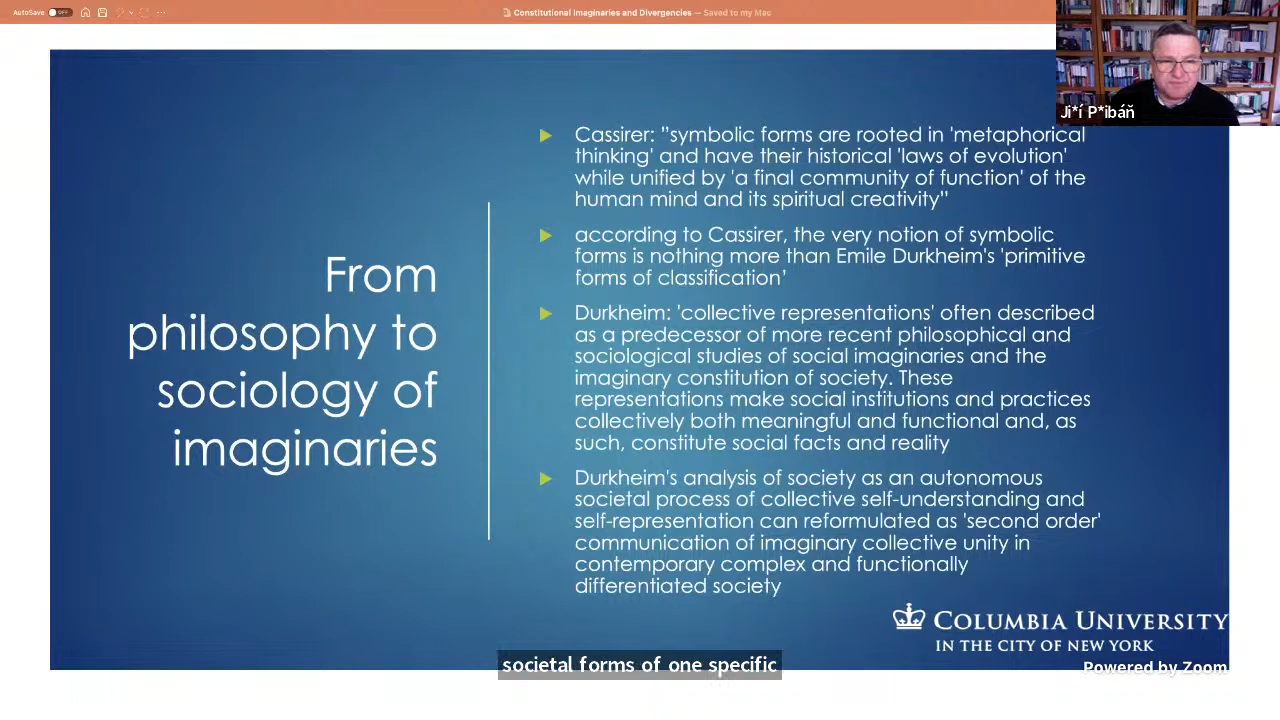 AutoSave OFF
Constitutional Imaginaries and Divergencies — Saved to my Mac
Ji*í P*ibáň
From
philosophy to
sociology of
imaginaries
Cassirer: ”symbolic forms are rooted in 'metaphorical
thinking' and have their historical 'laws of evolution'
while unified by 'a final community of function' of the
human mind and its spiritual creativity”
according to Cassirer, the very notion of symbolic
forms is nothing more than Emile Durkheim's 'primitive
forms of classification’
Durkheim: 'collective representations' often described
as a predecessor of more recent philosophical and
sociological studies of social imaginaries and the
imaginary constitution of society. These
representations make social institutions and practices
collectively both meaningful and functional and, as
such, constitute social facts and reality
Durkheim's analysis of society as an autonomous
societal process of collective self-understanding and
self-representation can reformulated as 'second order'
communication of imaginary collective unity in
contemporary complex and functionally
differentiated society
COLUMBIA UNIVERSITY
IN THE CITY OF NEW YORK
societal forms of one specific
Powered by Zoom